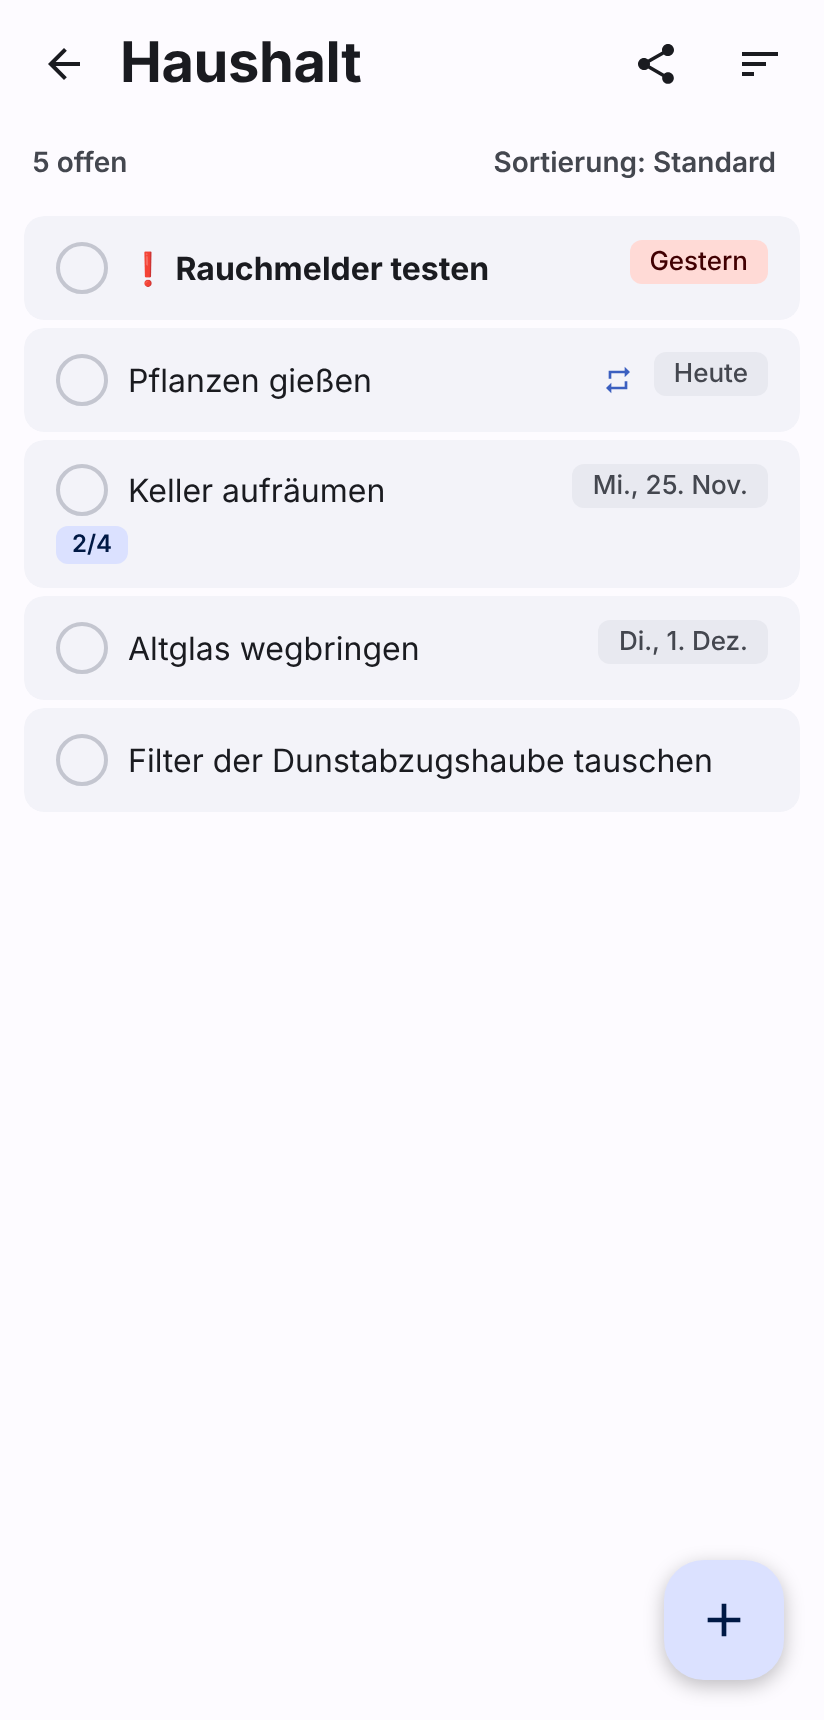 Haushalt
5 offen
Sortierung: Standard
❗ Rauchmelder testen
Gestern
Pflanzen gießen
Heute
Keller aufräumen
Mi., 25. Nov.
2/4
Altglas wegbringen
Di., 1. Dez.
Filter der Dunstabzugshaube tauschen